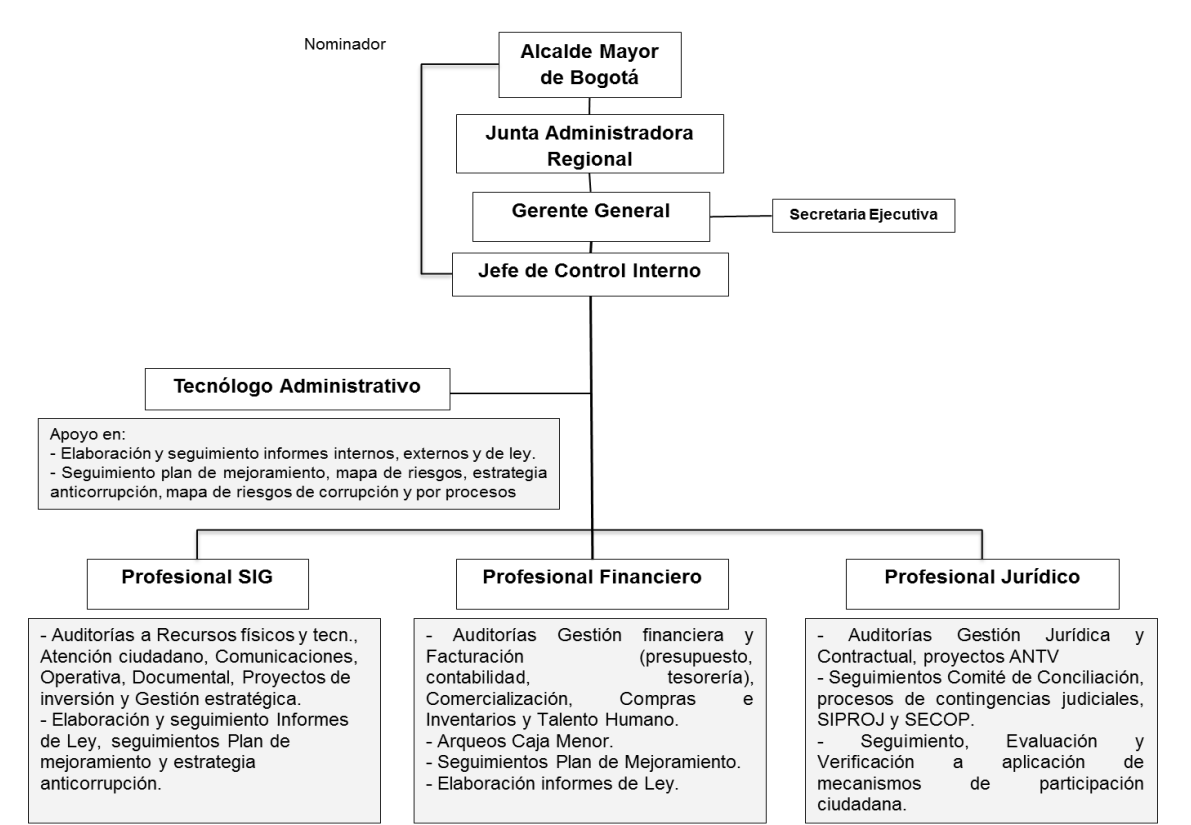 Nominador
Alcalde Mayor
de Bogotá
Junta Administradora
Regional
Gerente General
Secretaria Ejecutiva
Jefe de Control Interno
Tecnólogo Administrativo
Apoyo en:
- Elaboración y seguimiento informes internos, externos y de ley.
- Seguimiento plan de mejoramiento, mapa de riesgos, estrategia
anticorrupción, mapa de riesgos de corrupción y por procesos
Profesional SIG
- Auditorías a Recursos físicos y tecn.,
Atención ciudadano, Comunicaciones,
Operativa, Documental, Proyectos de
inversión y Gestión estratégica.
- Elaboración y seguimiento Informes
de Ley, seguimientos Plan de
mejoramiento y estrategia
anticorrupción.
Profesional Financiero
- Auditorías Gestión financiera y
Facturación (presupuesto,
contabilidad, tesorería),
Comercialización, Compras e
Inventarios y Talento Humano.
- Arqueos Caja Menor.
- Seguimientos Plan de Mejoramiento.
- Elaboración informes de Ley.
Profesional Jurídico
- Auditorías Gestión Jurídica y
Contractual, proyectos ANTV
- Seguimientos Comité de Conciliación,
procesos de contingencias judiciales,
SIPROJ y SECOP.
- Seguimiento, Evaluación y
Verificación a aplicación de
mecanismos de participación
ciudadana.